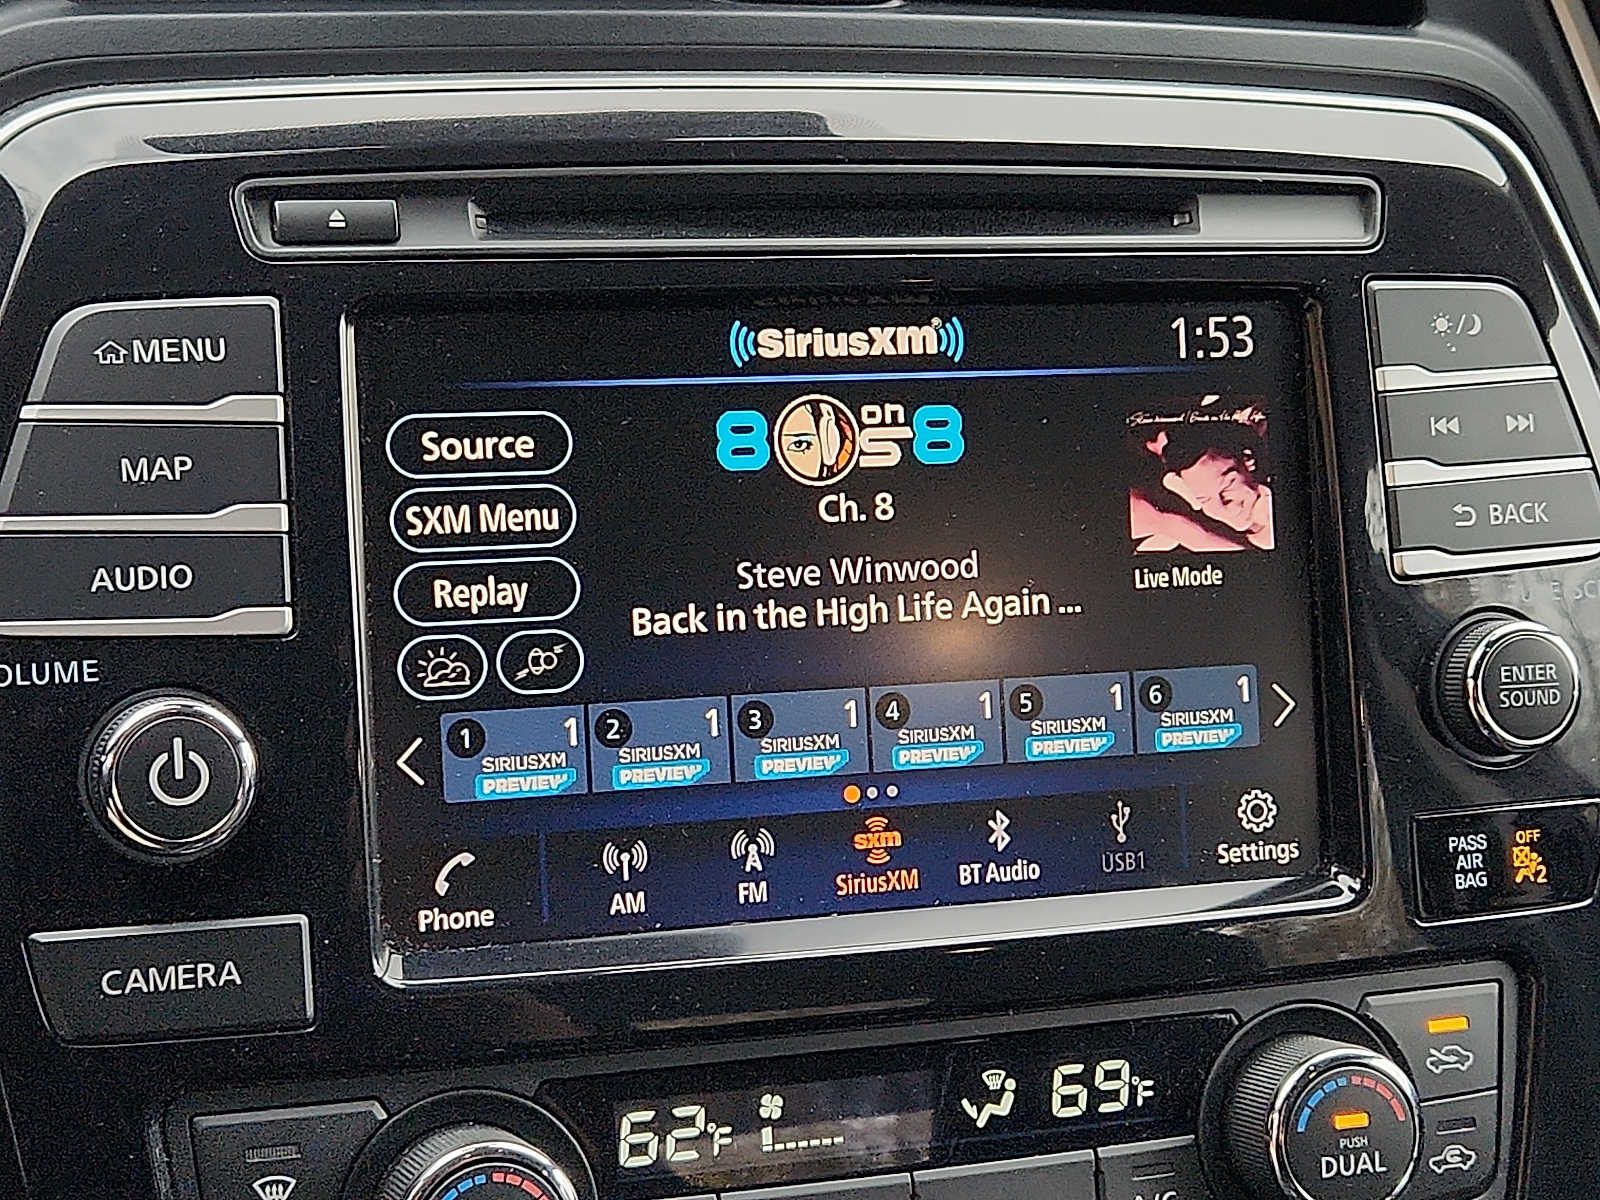 MENU
MAP
AUDIO
VOLUME
CAMERA
SiriusXM
1:53
8 on 8
Ch. 8
Source
SXM Menu
Replay
Steve Winwood
Back in the High Life Again ...
Live Mode
1 1 SIRIUSXM PREVIEW
2 1 SIRIUSXM PREVIEW
3 1 SIRIUSXM PREVIEW
4 1 SIRIUSXM PREVIEW
5 1 SIRIUSXM PREVIEW
6 1 SIRIUSXM PREVIEW
Phone
AM
FM
sxm
SiriusXM
BT Audio
USB1
Settings
BACK
ENTER
SOUND
PASS
AIR
BAG
OFF
2
62°F
69°F
PUSH
DUAL
A/C